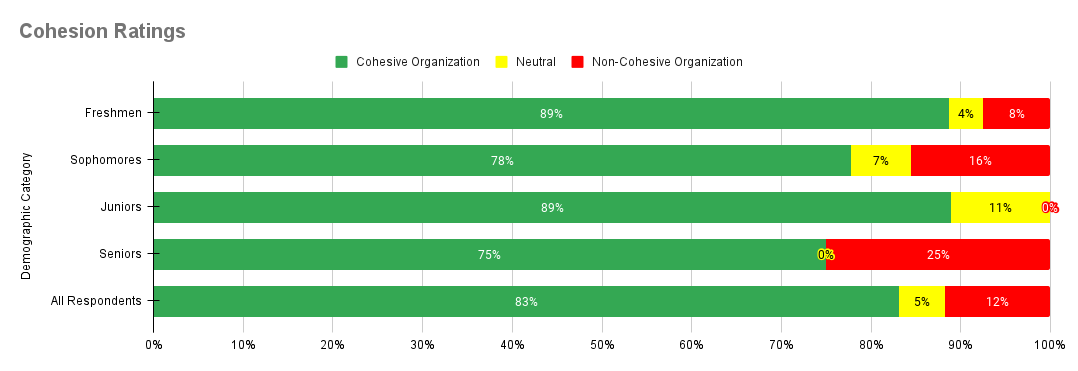 Cohesion Ratings
Cohesive Organization Neutral Non-Cohesive Organization
Demographic Category
Freshmen 89% 4% 8%
Sophomores 78% 7% 16%
Juniors 89% 11% 0%
Seniors 75% 0% 25%
All Respondents 83% 5% 12%
0% 10% 20% 30% 40% 50% 60% 70% 80% 90% 100%